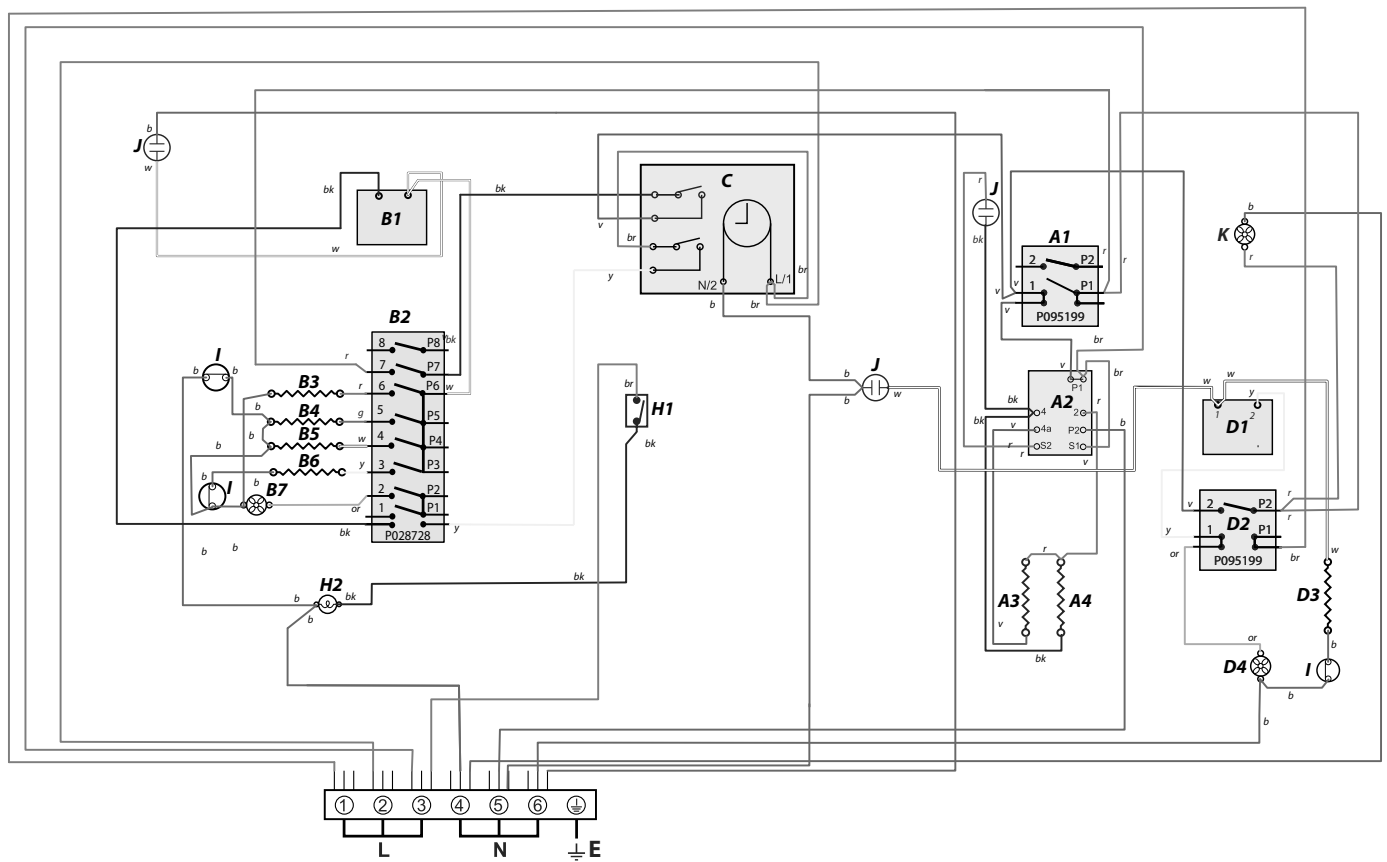 b
J
w
bk
B1
w
bk
C
v
br
y
N/2
L/1
br
b
br
r
J
bk
A1
2
P2
r
r
v
v
1
P1
v
P095199
br
b
K
r
B2
8
P8
bk
7
P7
r
6
P6
w
5
P5
4
P4
3
P3
2
P2
1
P1
P028728
y
or
bk
I
b
b
B3
r
b
B4
g
b
B5
w
b
B6
y
b
I
b
B7
b
b
br
H1
bk
b
J
b
w
v
P1
br
bk
A2
4
2
r
v
4a
P2
b
r
S2
S1
r
v
w
w
y
1
2
D1
v
2
P2
r
r
D2
y
1
P1
or
br
P095199
w
D3
b
or
D4
I
b
b
r
A3
A4
v
bk
H2
b
bk
bk
b
1
2
3
4
5
6
L
N
E